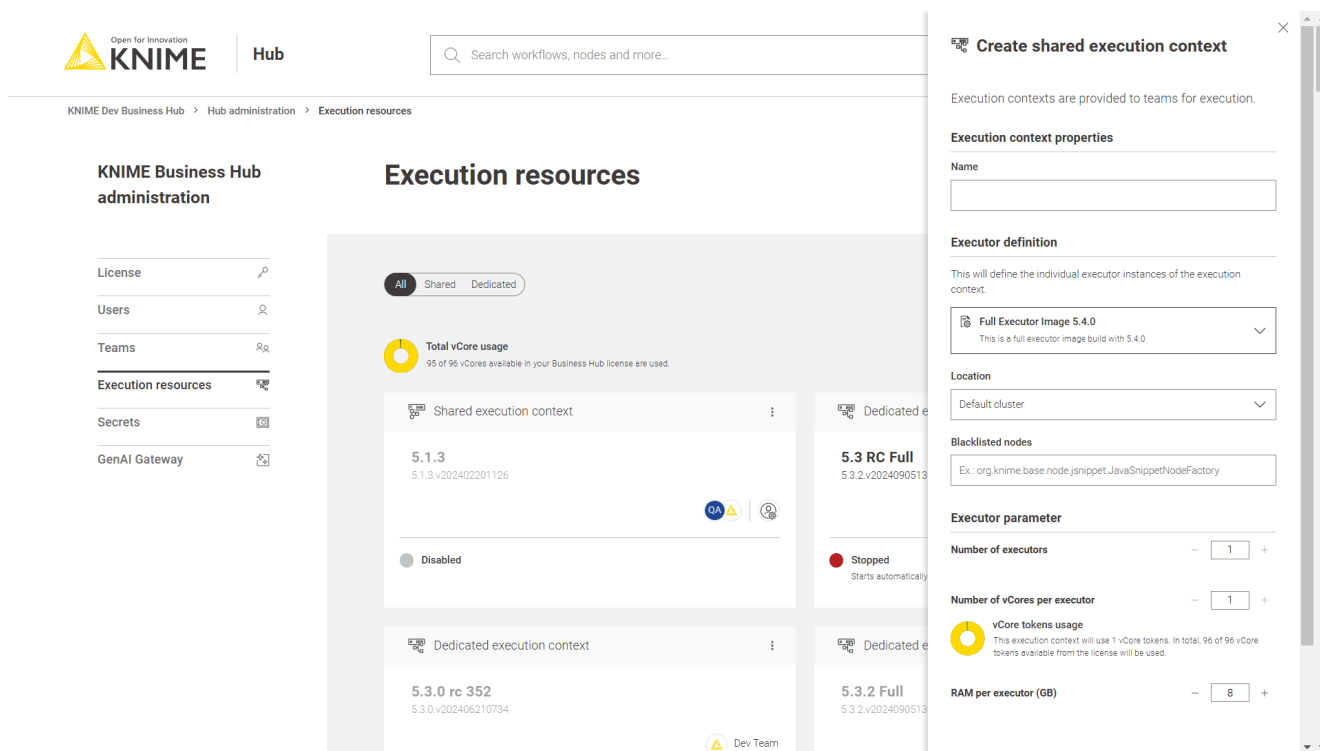 Open for Innovation
KNIME
Hub
Search workflows, nodes and more...
KNIME Dev Business Hub > Hub administration > Execution resources
KNIME Business Hub
administration
License
Users
Teams
Execution resources
Secrets
GenAI Gateway
Execution resources
All Shared Dedicated
Total vCore usage
95 of 96 vCores available in your Business Hub license are used.
Shared execution context
5.1.3
5.1.3.v202402201126
QA
Disabled
Dedicated e
5.3 RC Full
5.3.2.v2024090513
Stopped
Starts automatically
Dedicated execution context
5.3.0 rc 352
5.3.0.v202406210734
Dev Team
Dedicated e
5.3.2 Full
5.3.2.v2024090513
Create shared execution context
Execution contexts are provided to teams for execution.
Execution context properties
Name
Executor definition
This will define the individual executor instances of the execution
context.
Full Executor Image 5.4.0
This is a full executor image build with 5.4.0
Location
Default cluster
Blacklisted nodes
Ex.: org.knime.base.node.jsnippet.JavaSnippetNodeFactory
Executor parameter
Number of executors − 1 +
Number of vCores per executor − 1 +
vCore tokens usage
This execution context will use 1 vCore tokens. In total, 96 of 96 vCore
tokens available from the license will be used.
RAM per executor (GB) − 8 +